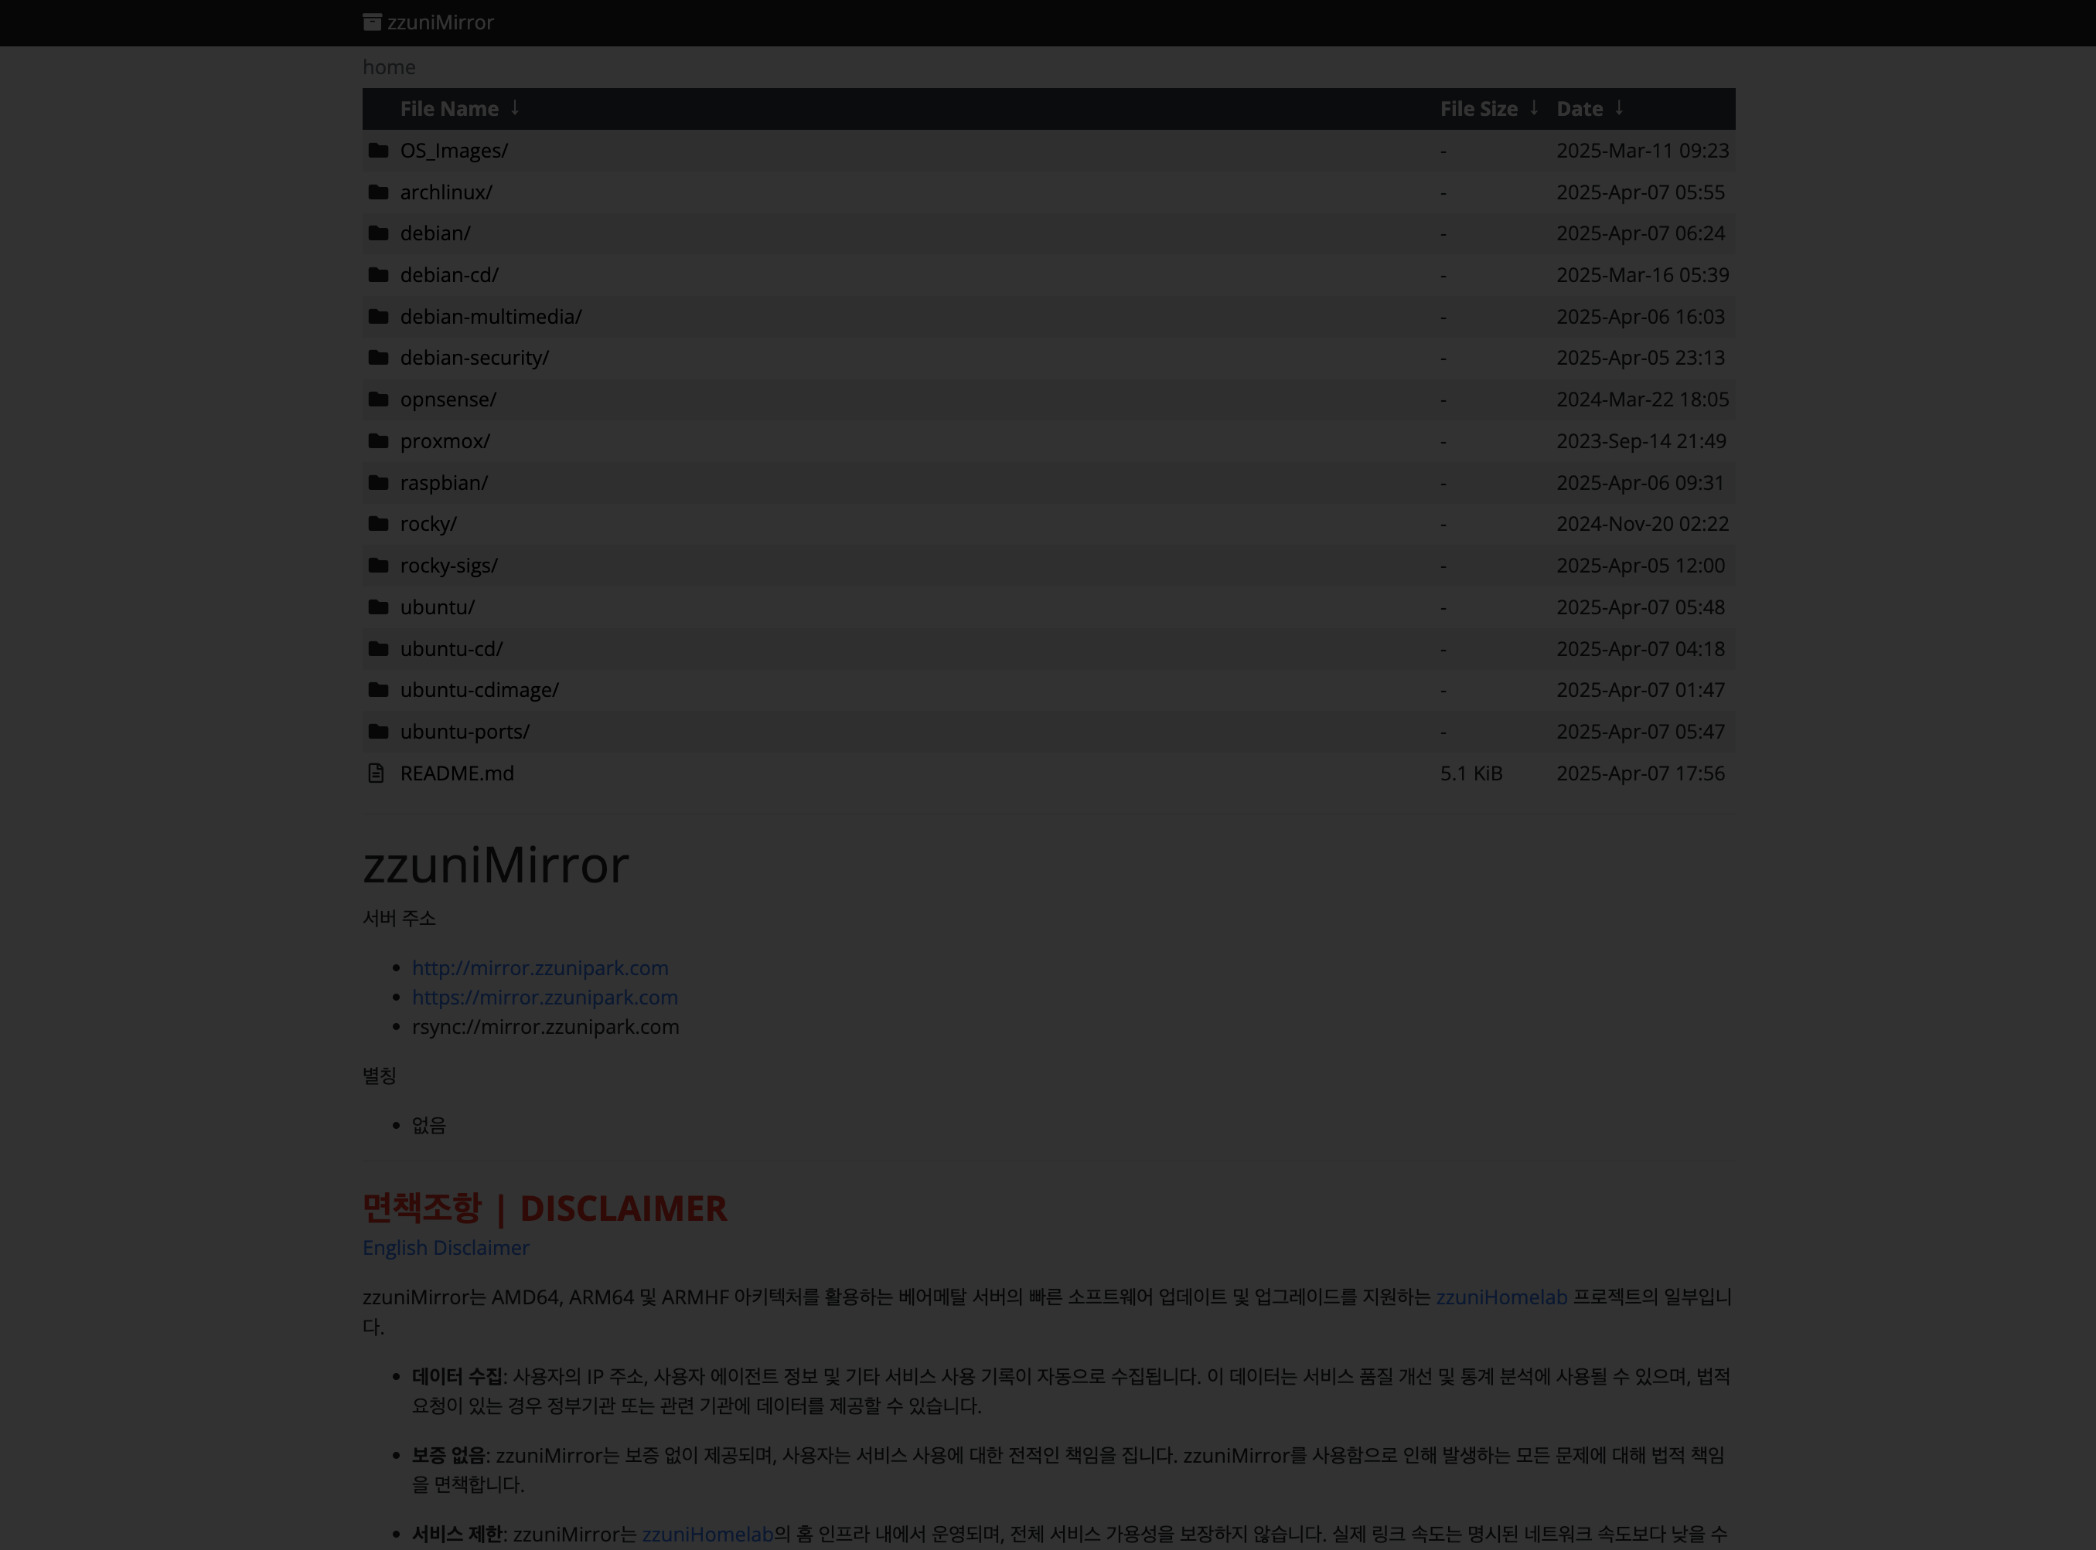 zzuniMirror
home
File Name ↓ File Size ↓ Date ↓
OS_Images/ - 2025-Mar-11 09:23
archlinux/ - 2025-Apr-07 05:55
debian/ - 2025-Apr-07 06:24
debian-cd/ - 2025-Mar-16 05:39
debian-multimedia/ - 2025-Apr-06 16:03
debian-security/ - 2025-Apr-05 23:13
opnsense/ - 2024-Mar-22 18:05
proxmox/ - 2023-Sep-14 21:49
raspbian/ - 2025-Apr-06 09:31
rocky/ - 2024-Nov-20 02:22
rocky-sigs/ - 2025-Apr-05 12:00
ubuntu/ - 2025-Apr-07 05:48
ubuntu-cd/ - 2025-Apr-07 04:18
ubuntu-cdimage/ - 2025-Apr-07 01:47
ubuntu-ports/ - 2025-Apr-07 05:47
README.md 5.1 KiB 2025-Apr-07 17:56
zzuniMirror
서버 주소
• http://mirror.zzunipark.com
• https://mirror.zzunipark.com
• rsync://mirror.zzunipark.com
별칭
• 없음
면책조항 | DISCLAIMER
English Disclaimer
zzuniMirror는 AMD64, ARM64 및 ARMHF 아키텍처를 활용하는 베어메탈 서버의 빠른 소프트웨어 업데이트 및 업그레이드를 지원하는 zzuniHomelab 프로젝트의 일부입니
다.
• 데이터 수집: 사용자의 IP 주소, 사용자 에이전트 정보 및 기타 서비스 사용 기록이 자동으로 수집됩니다. 이 데이터는 서비스 품질 개선 및 통계 분석에 사용될 수 있으며, 법적
요청이 있는 경우 정부기관 또는 관련 기관에 데이터를 제공할 수 있습니다.
• 보증 없음: zzuniMirror는 보증 없이 제공되며, 사용자는 서비스 사용에 대한 전적인 책임을 집니다. zzuniMirror를 사용함으로 인해 발생하는 모든 문제에 대해 법적 책임
을 면책합니다.
• 서비스 제한: zzuniMirror는 zzuniHomelab의 홈 인프라 내에서 운영되며, 전체 서비스 가용성을 보장하지 않습니다. 실제 링크 속도는 명시된 네트워크 속도보다 낮을 수